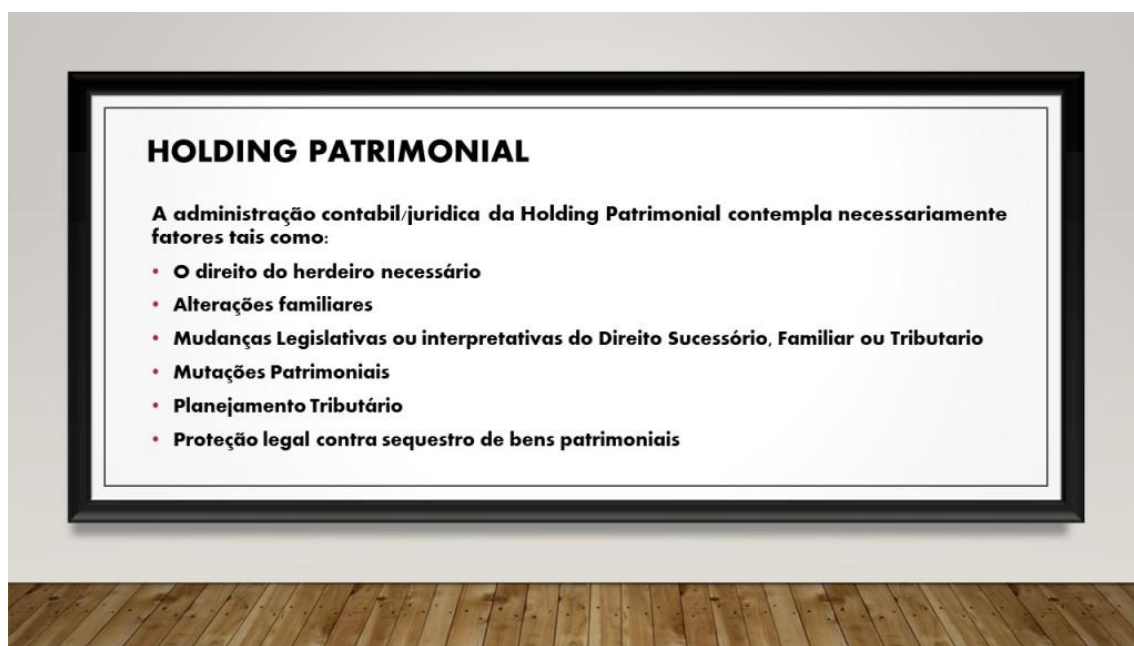 HOLDING PATRIMONIAL
A administração contabil/juridica da Holding Patrimonial contempla necessariamente
fatores tais como:
• O direito do herdeiro necessário
• Alterações familiares
• Mudanças Legislativas ou interpretativas do Direito Sucessório, Familiar ou Tributario
• Mutações Patrimoniais
• Planejamento Tributário
• Proteção legal contra sequestro de bens patrimoniais